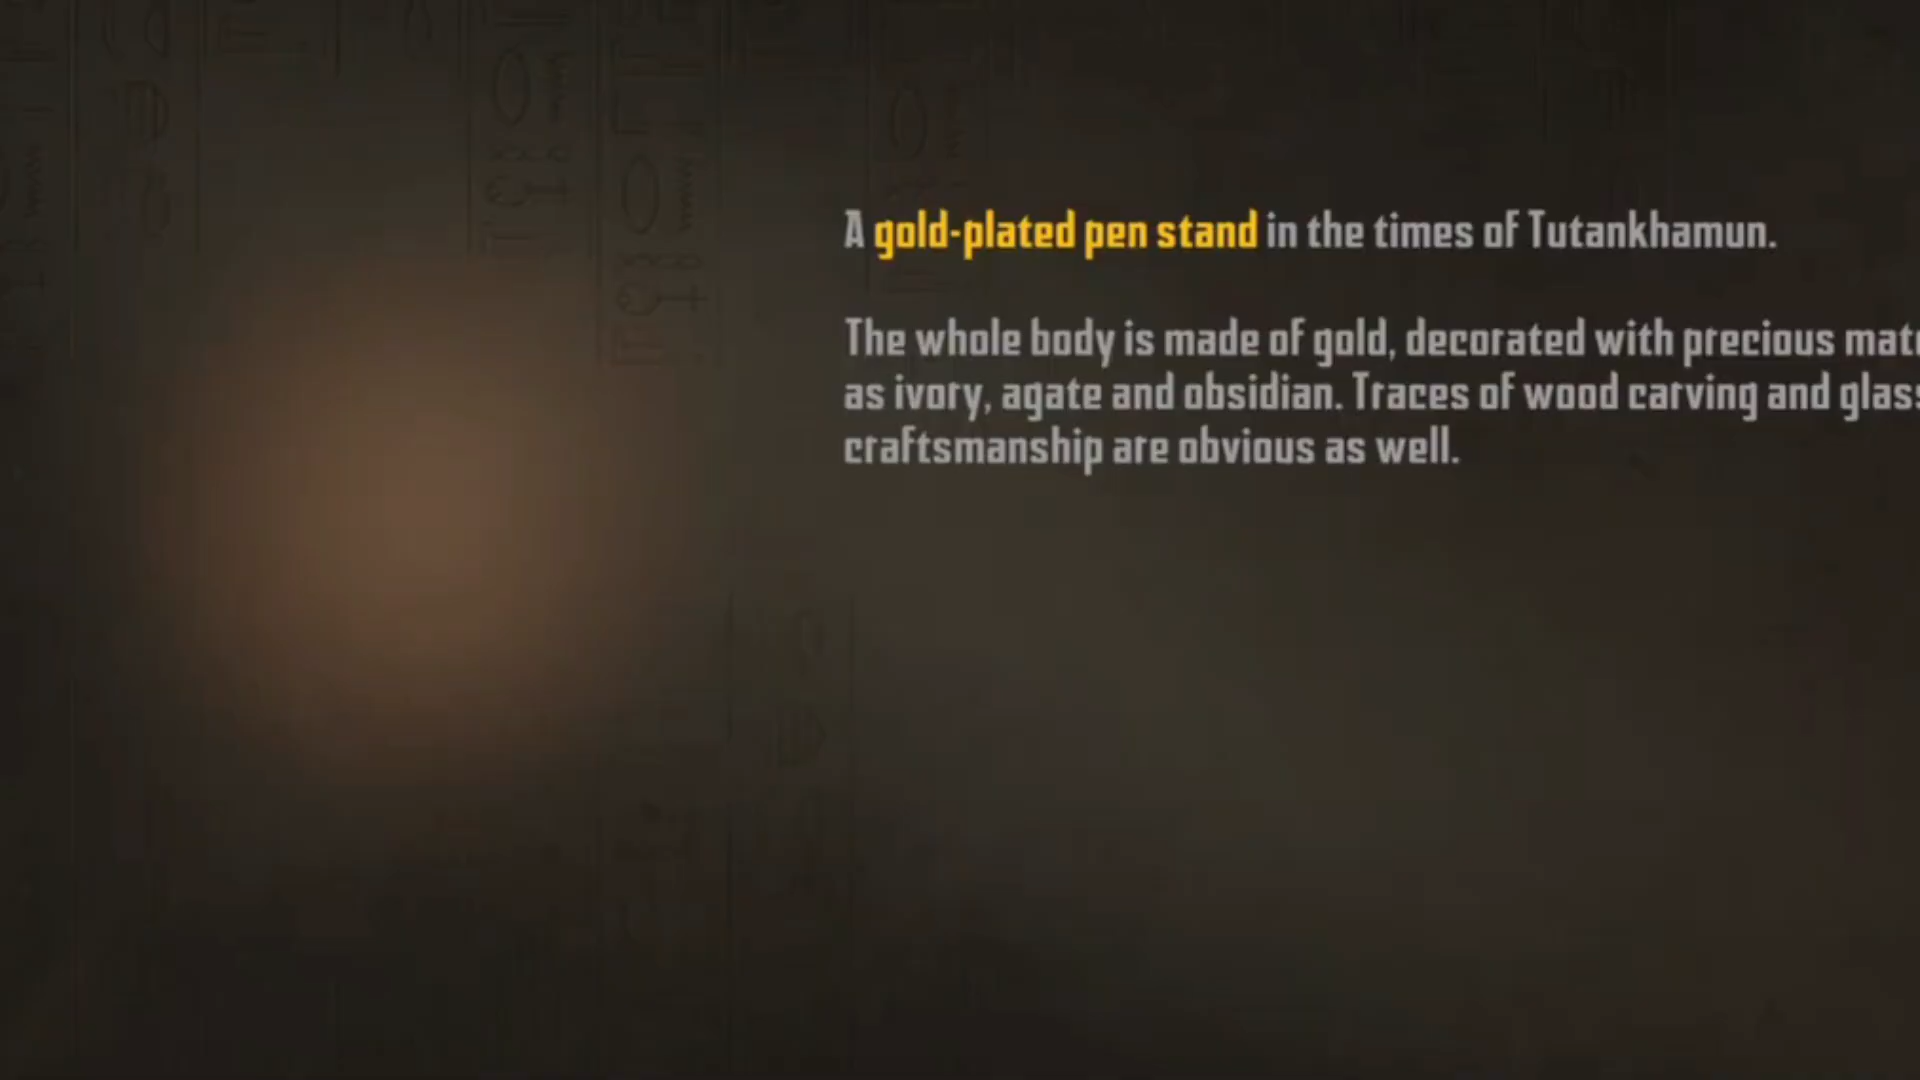 A gold-plated pen stand in the times of Tutankhamun.
The whole body is made of gold, decorated with precious
as ivory, agate and obsidian. Traces of wood carving and glass
craftsmanship are obvious as well.